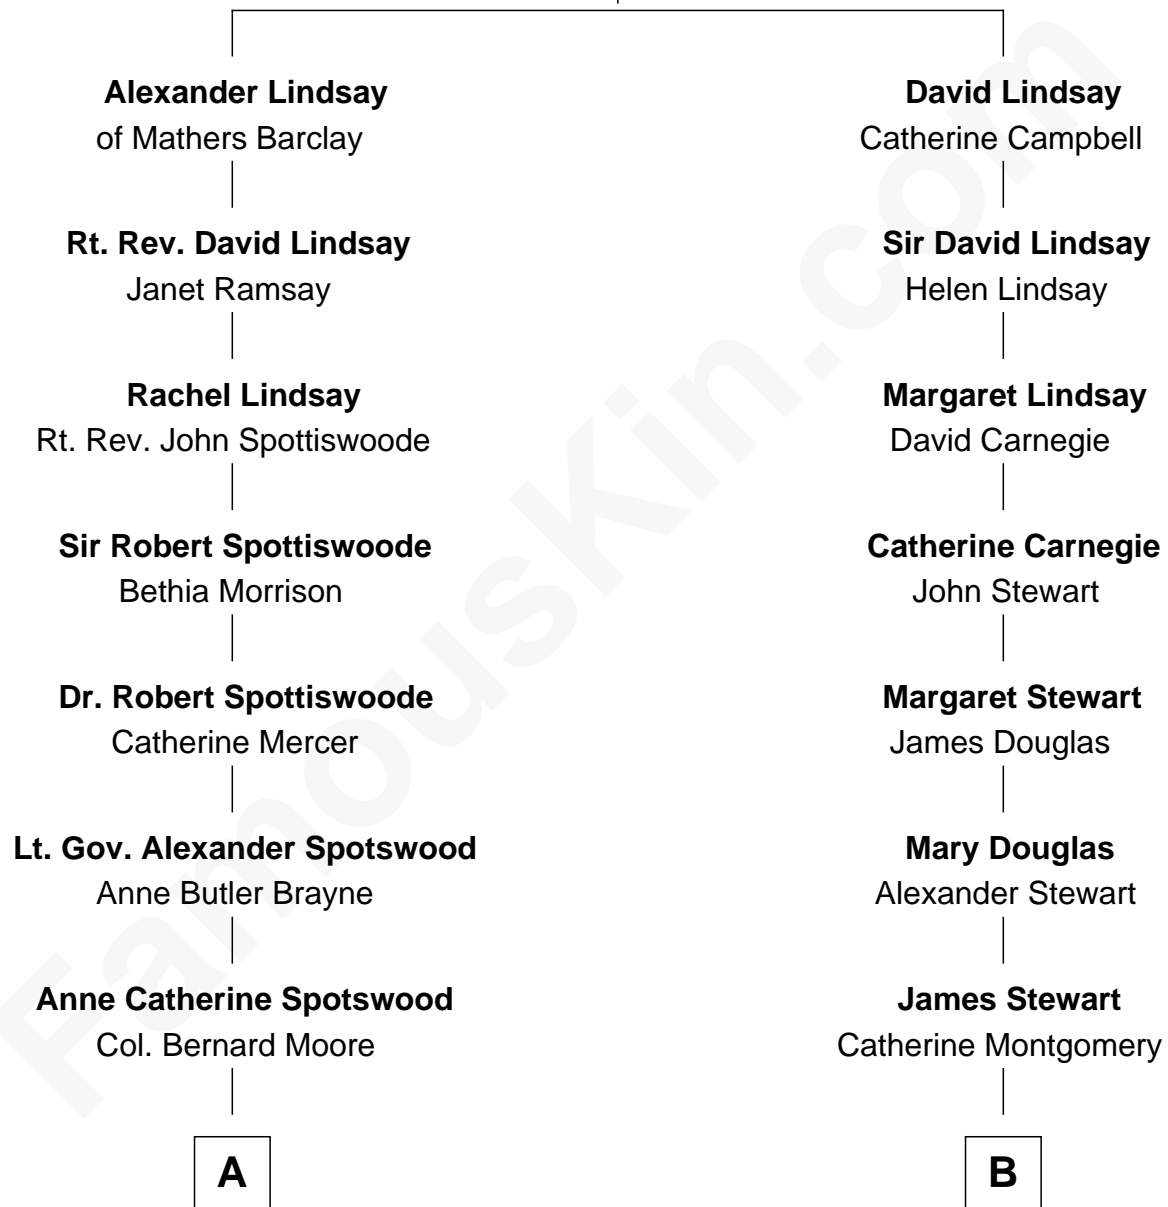 Alexander Lindsay
of Mathers Barclay
Rt. Rev. David Lindsay
Janet Ramsay
Rachel Lindsay
Rt. Rev. John Spottiswoode
Sir Robert Spottiswoode
Bethia Morrison
Dr. Robert Spottiswoode
Catherine Mercer
Lt. Gov. Alexander Spotswood
Anne Butler Brayne
Anne Catherine Spotswood
Col. Bernard Moore
A
David Lindsay
Catherine Campbell
Sir David Lindsay
Helen Lindsay
Margaret Lindsay
David Carnegie
Catherine Carnegie
John Stewart
Margaret Stewart
James Douglas
Mary Douglas
Alexander Stewart
James Stewart
Catherine Montgomery
B
FamousKin.com